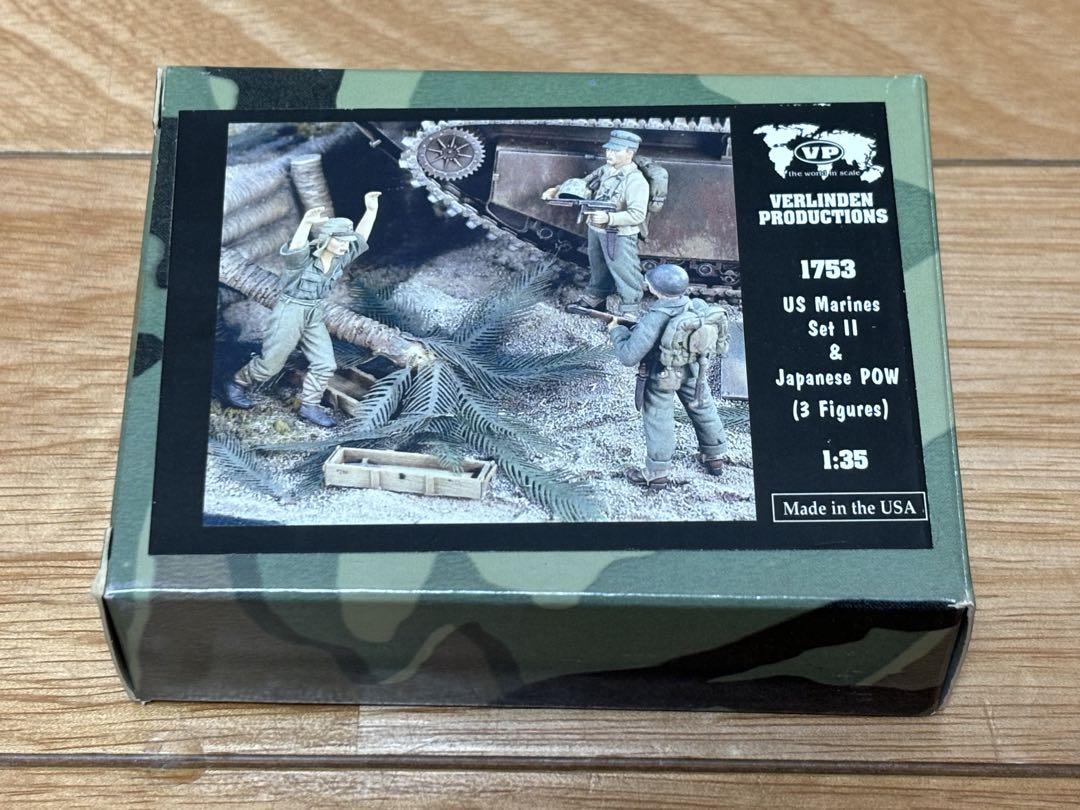 VP
the world in scale
VERLINDEN
PRODUCTIONS
1753
US Marines
Set II
&
Japanese POW
(3 Figures)
1:35
Made in the USA